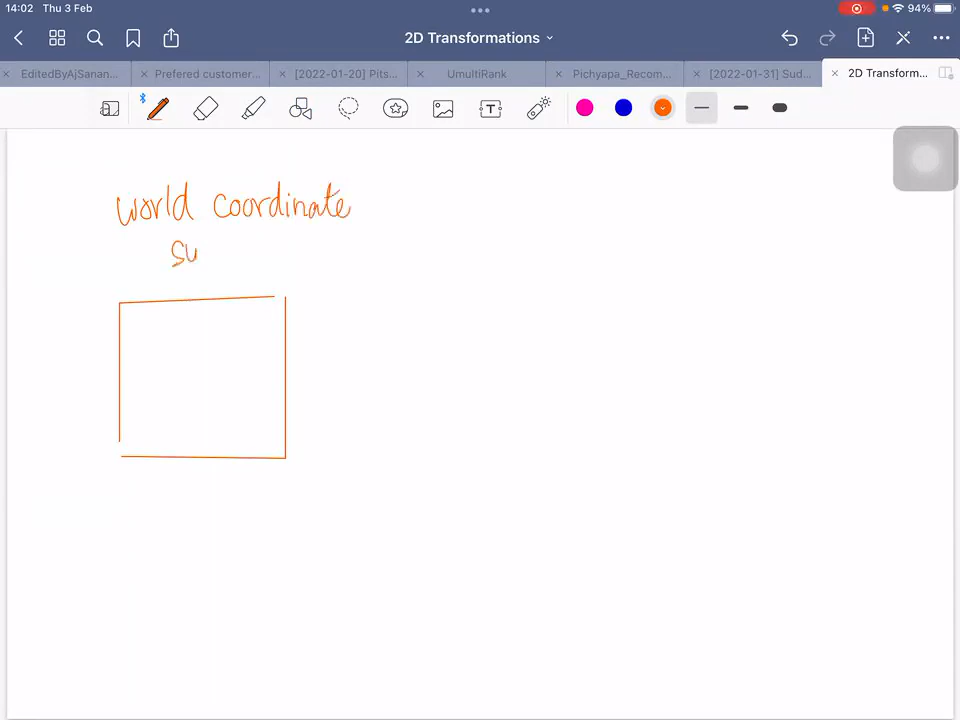 14:02 Thu 3 Feb
94%
2D Transformations
EditedByAjSanan...
Prefered customer...
[2022-01-20] Pits...
UmultiRank
Pichyapa_Recom...
[2022-01-31] Sud...
2D Transform...
T
world coordinate
sy